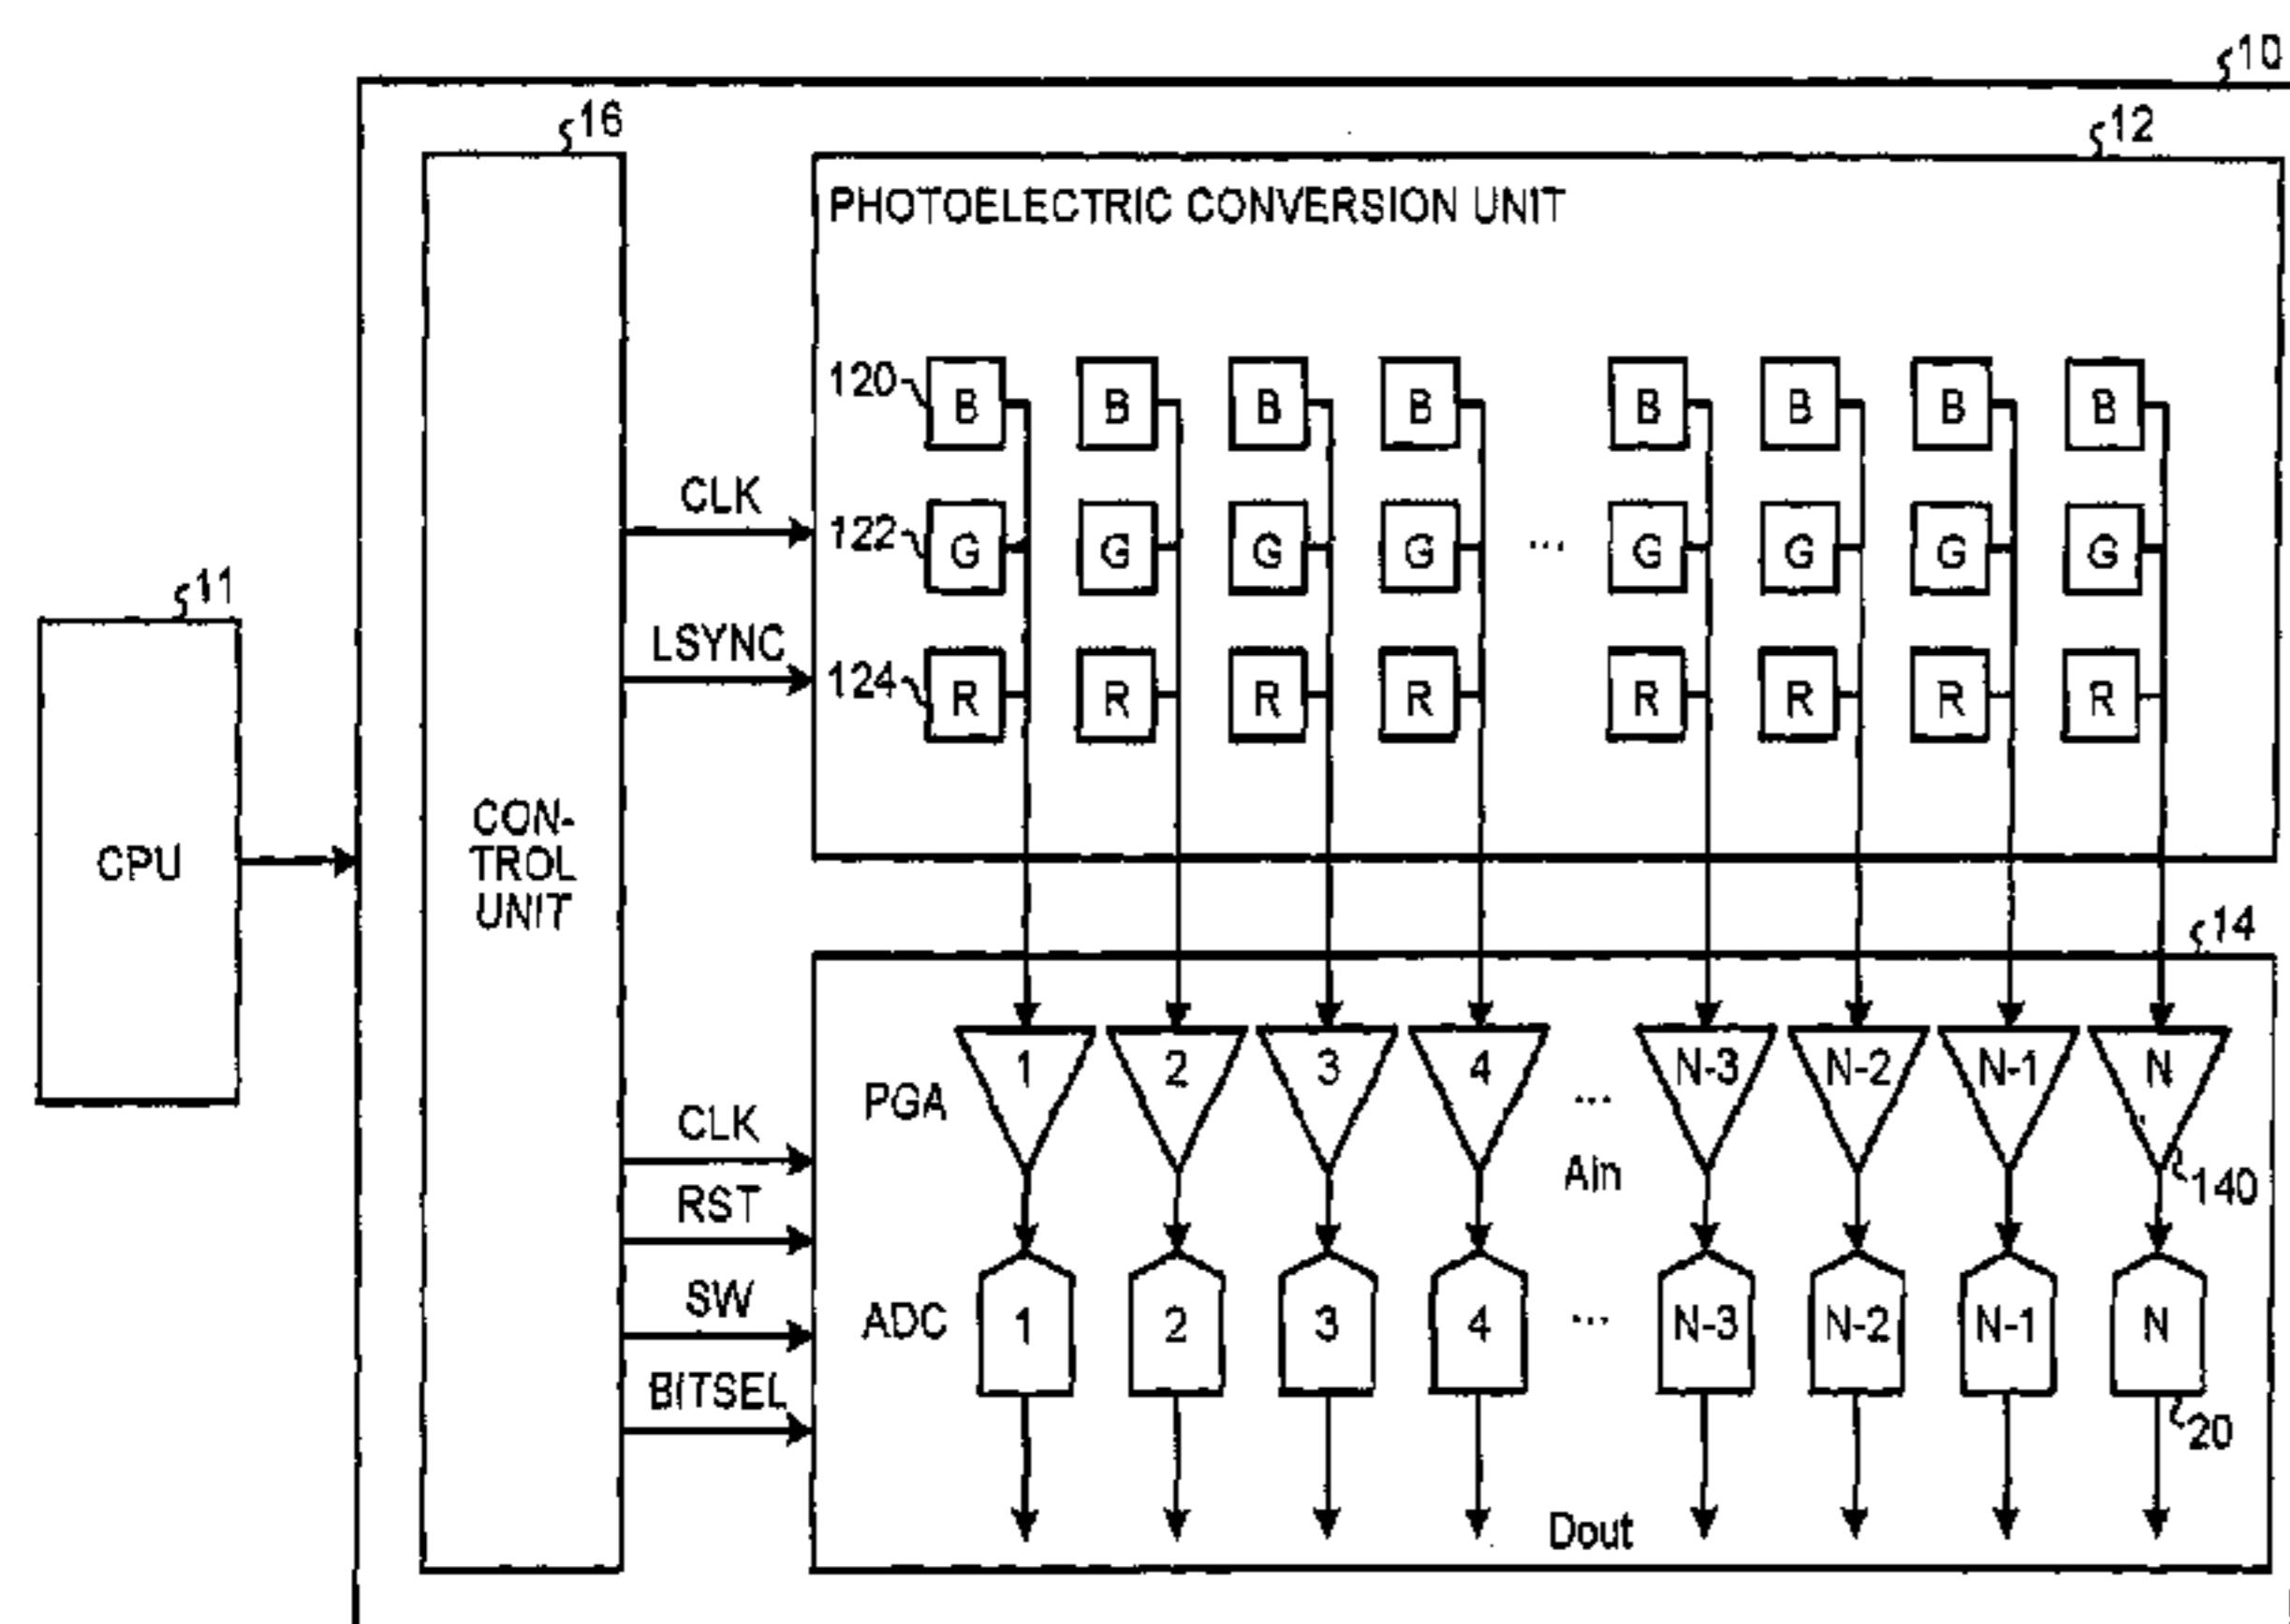 10
16
12
PHOTOELECTRIC CONVERSION UNIT
120 B B B B B B B B
CLK
122 G G G G ... G G G G
11
LSYNC
124 R R R R R R R R
CON-
TROL
UNIT
CPU
14
1 2 3 4 N-3 N-2 N-1 N
PGA ...
CLK
AIn
140
RST
SW
ADC 1 2 3 4 ... N-3 N-2 N-1 N
BITSEL
20
Dout